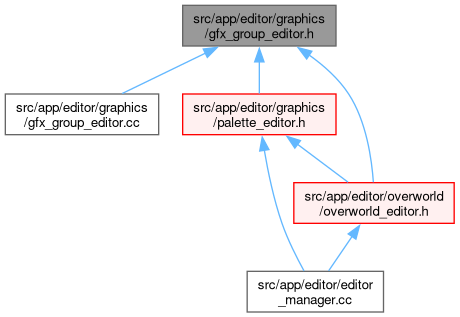 src/app/editor/graphics
/gfx_group_editor.h
src/app/editor/graphics
/gfx_group_editor.cc
src/app/editor/graphics
/palette_editor.h
src/app/editor/overworld
/overworld_editor.h
src/app/editor/editor
_manager.cc